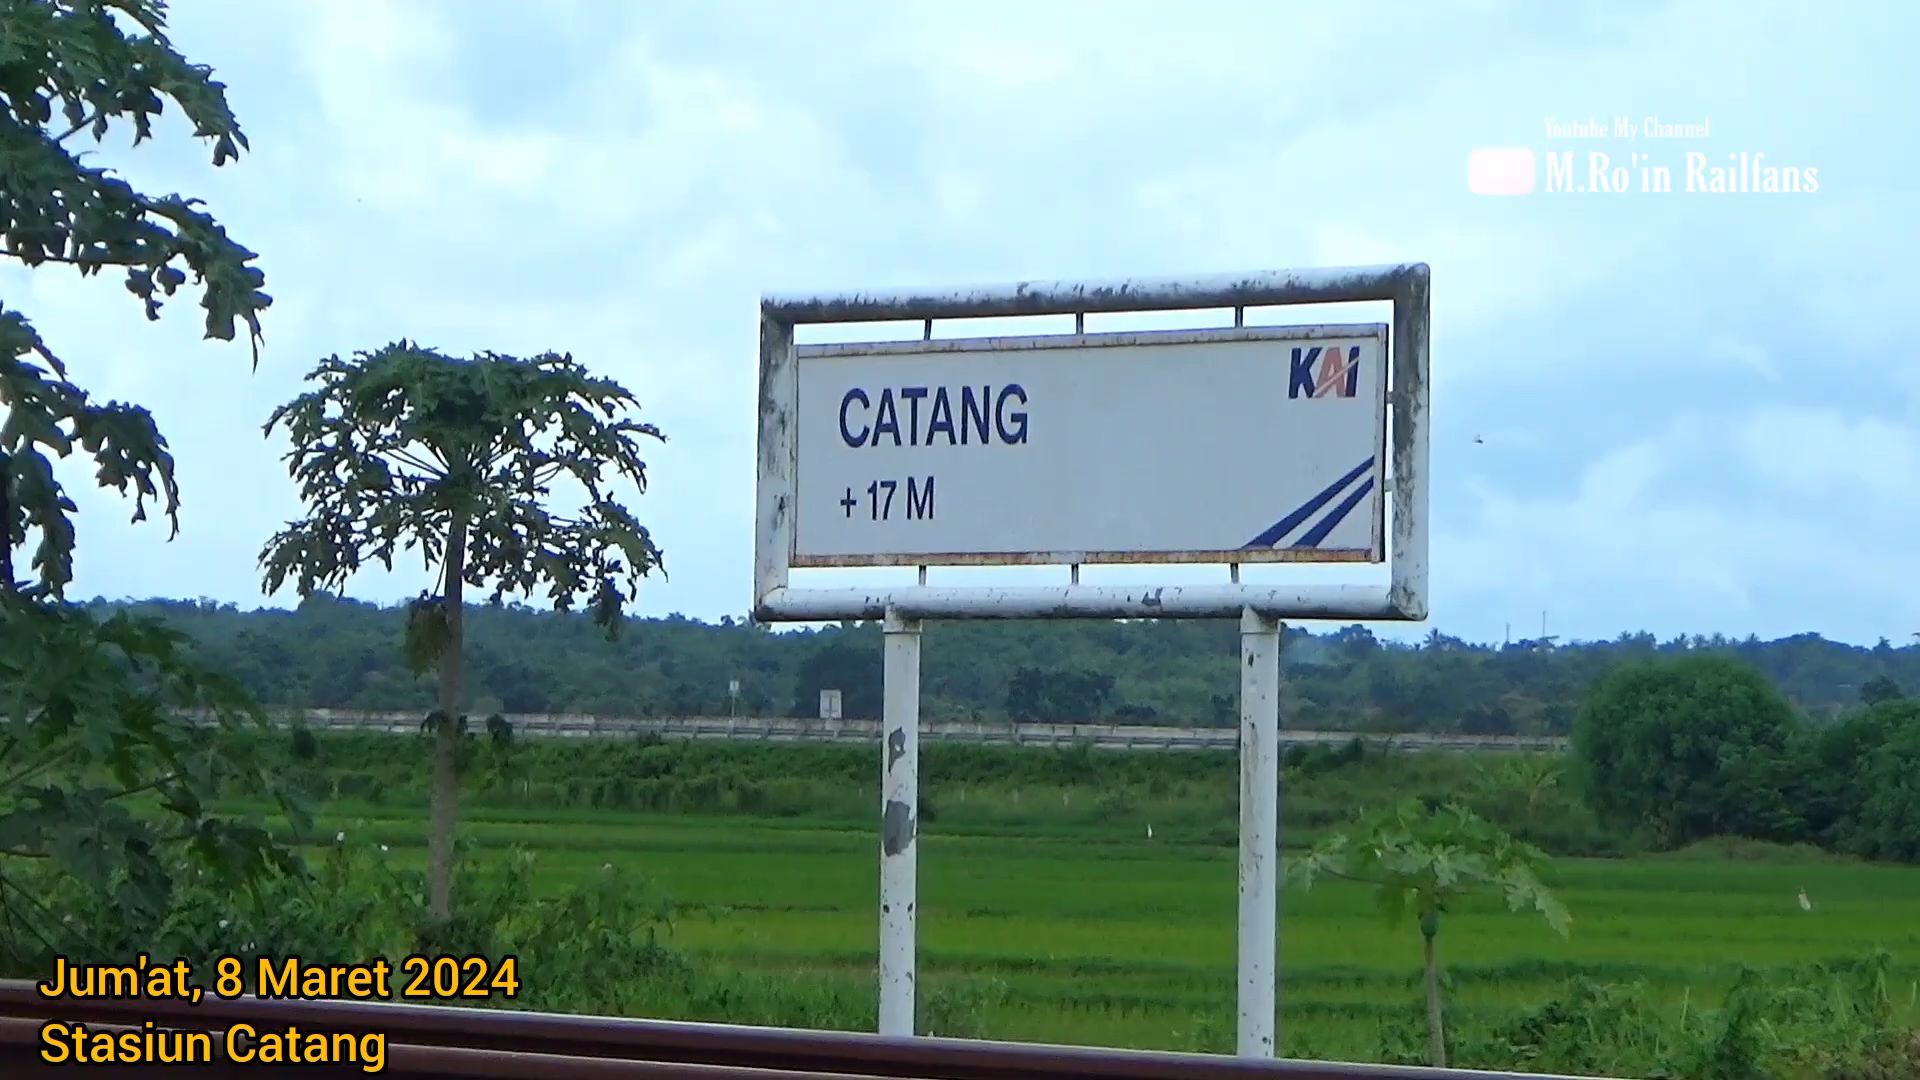 Youtube My Channel
M.Ro'in Railfans
KAI
CATANG
+ 17 M
Jum'at, 8 Maret 2024
Stasiun Catang